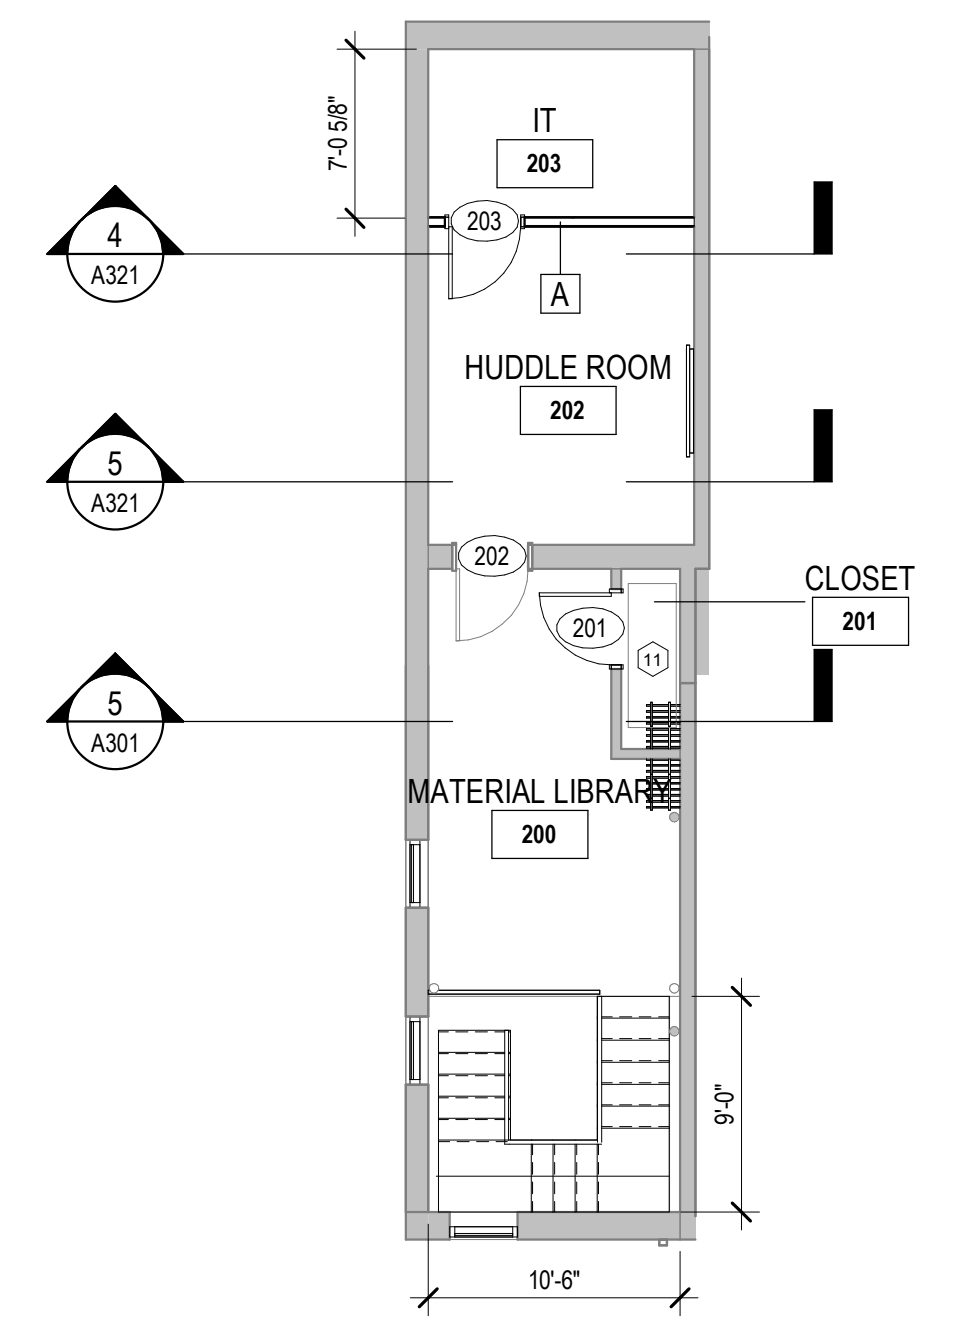 7'-0 5/8"
IT
203
203
4
A321
A
HUDDLE ROOM
202
5
A321
202
CLOSET
201
201
11
5
A301
MATERIAL LIBRARY
200
9'-0"
10'-6"